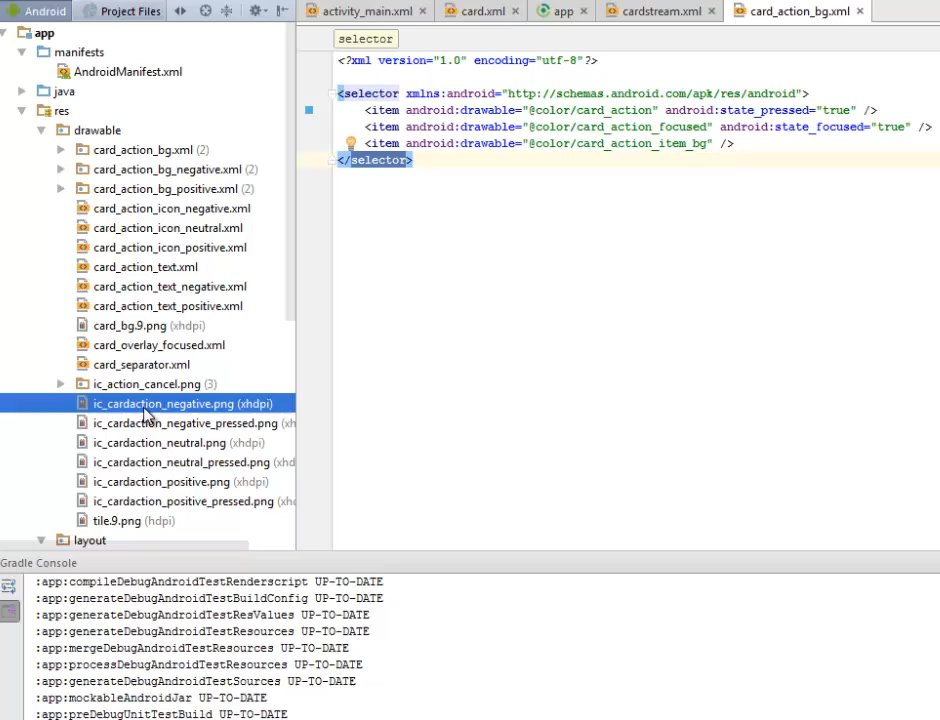 Android Project Files
activity_main.xml card.xml app cardstream.xml card_action_bg.xml
app
manifests
AndroidManifest.xml
java
res
drawable
card_action_bg.xml (2)
card_action_bg_negative.xml (2)
card_action_bg_positive.xml (2)
card_action_icon_negative.xml
card_action_icon_neutral.xml
card_action_icon_positive.xml
card_action_text.xml
card_action_text_negative.xml
card_action_text_positive.xml
card_bg.9.png (xhdpi)
card_overlay_focused.xml
card_separator.xml
ic_action_cancel.png (3)
ic_cardaction_negative.png (xhdpi)
ic_cardaction_negative_pressed.png (xh
ic_cardaction_neutral.png (xhdpi)
ic_cardaction_neutral_pressed.png (xhd
ic_cardaction_positive.png (xhdpi)
ic_cardaction_positive_pressed.png (xh
tile.9.png (hdpi)
layout
selector
<?xml version="1.0" encoding="utf-8"?>
<selector xmlns:android="http://schemas.android.com/apk/res/android">
<item android:drawable="@color/card_action" android:state_pressed="true" />
<item android:drawable="@color/card_action_focused" android:state_focused="true" />
<item android:drawable="@color/card_action_item_bg" />
</selector>
Gradle Console
:app:compileDebugAndroidTestRenderscript UP-TO-DATE
:app:generateDebugAndroidTestBuildConfig UP-TO-DATE
:app:generateDebugAndroidTestResValues UP-TO-DATE
:app:generateDebugAndroidTestResources UP-TO-DATE
:app:mergeDebugAndroidTestResources UP-TO-DATE
:app:processDebugAndroidTestResources UP-TO-DATE
:app:generateDebugAndroidTestSources UP-TO-DATE
:app:mockableAndroidJar UP-TO-DATE
:app:preDebugUnitTestBuild UP-TO-DATE